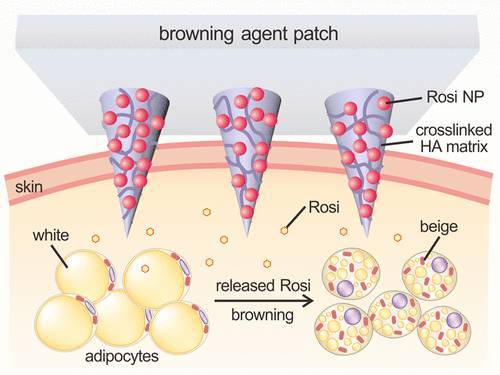 browning agent patch
Rosi NP
crosslinked
HA matrix
skin
Rosi
white
beige
released Rosi
browning
adipocytes